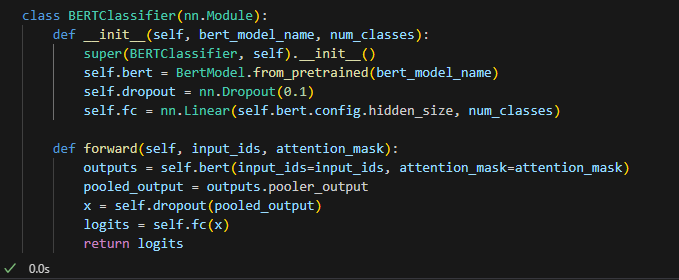 class BERTClassifier(nn.Module):
    def __init__(self, bert_model_name, num_classes):
        super(BERTClassifier, self).__init__()
        self.bert = BertModel.from_pretrained(bert_model_name)
        self.dropout = nn.Dropout(0.1)
        self.fc = nn.Linear(self.bert.config.hidden_size, num_classes)

    def forward(self, input_ids, attention_mask):
        outputs = self.bert(input_ids=input_ids, attention_mask=attention_mask)
        pooled_output = outputs.pooler_output
        x = self.dropout(pooled_output)
        logits = self.fc(x)
        return logits
0.0s